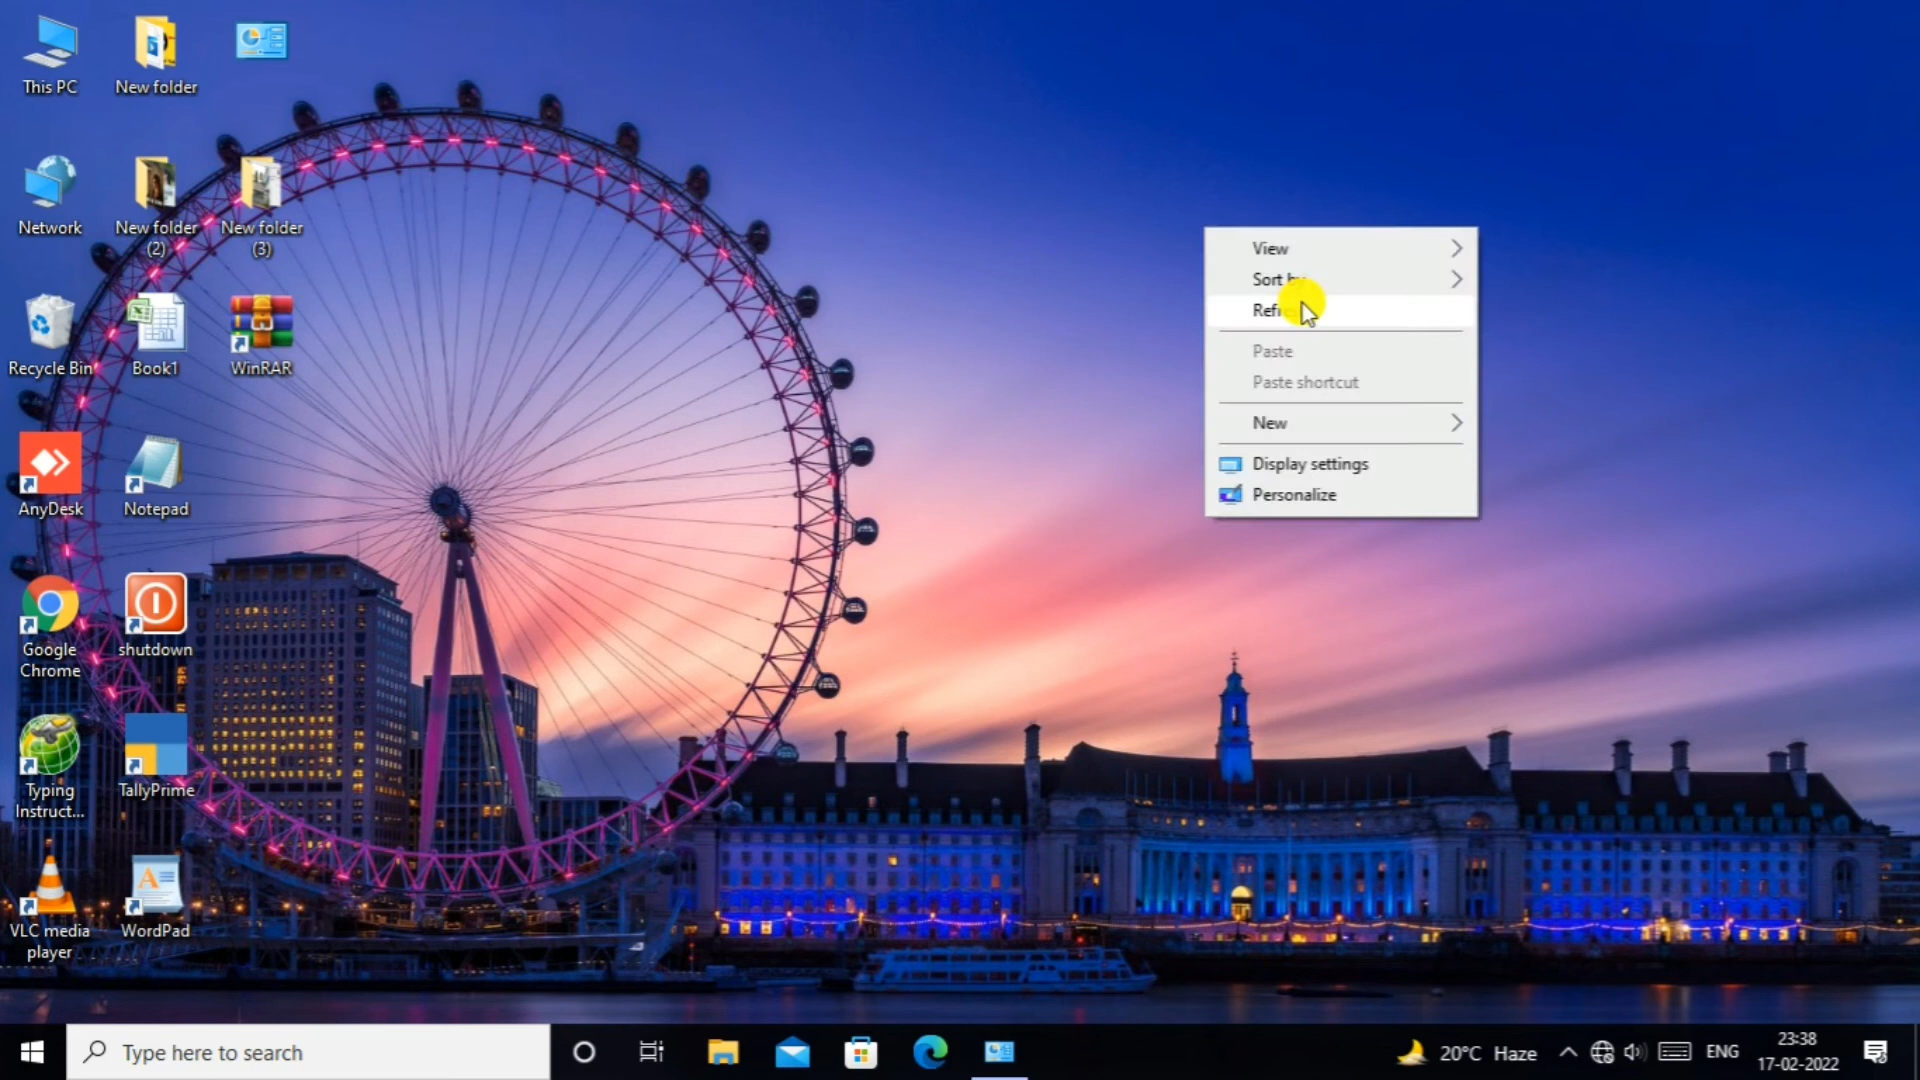 This PC
New folder
Network
New folder
(2)
New folder
(3)
Recycle Bin
Book1
WinRAR
AnyDesk
Notepad
Google
Chrome
shutdown
Typing
Instruct...
TallyPrime
VLC media
player
WordPad
View
Sort by
Refresh
Paste
Paste shortcut
New
Display settings
Personalize
Type here to search
20°C Haze
ENG
23:38
17-02-2022